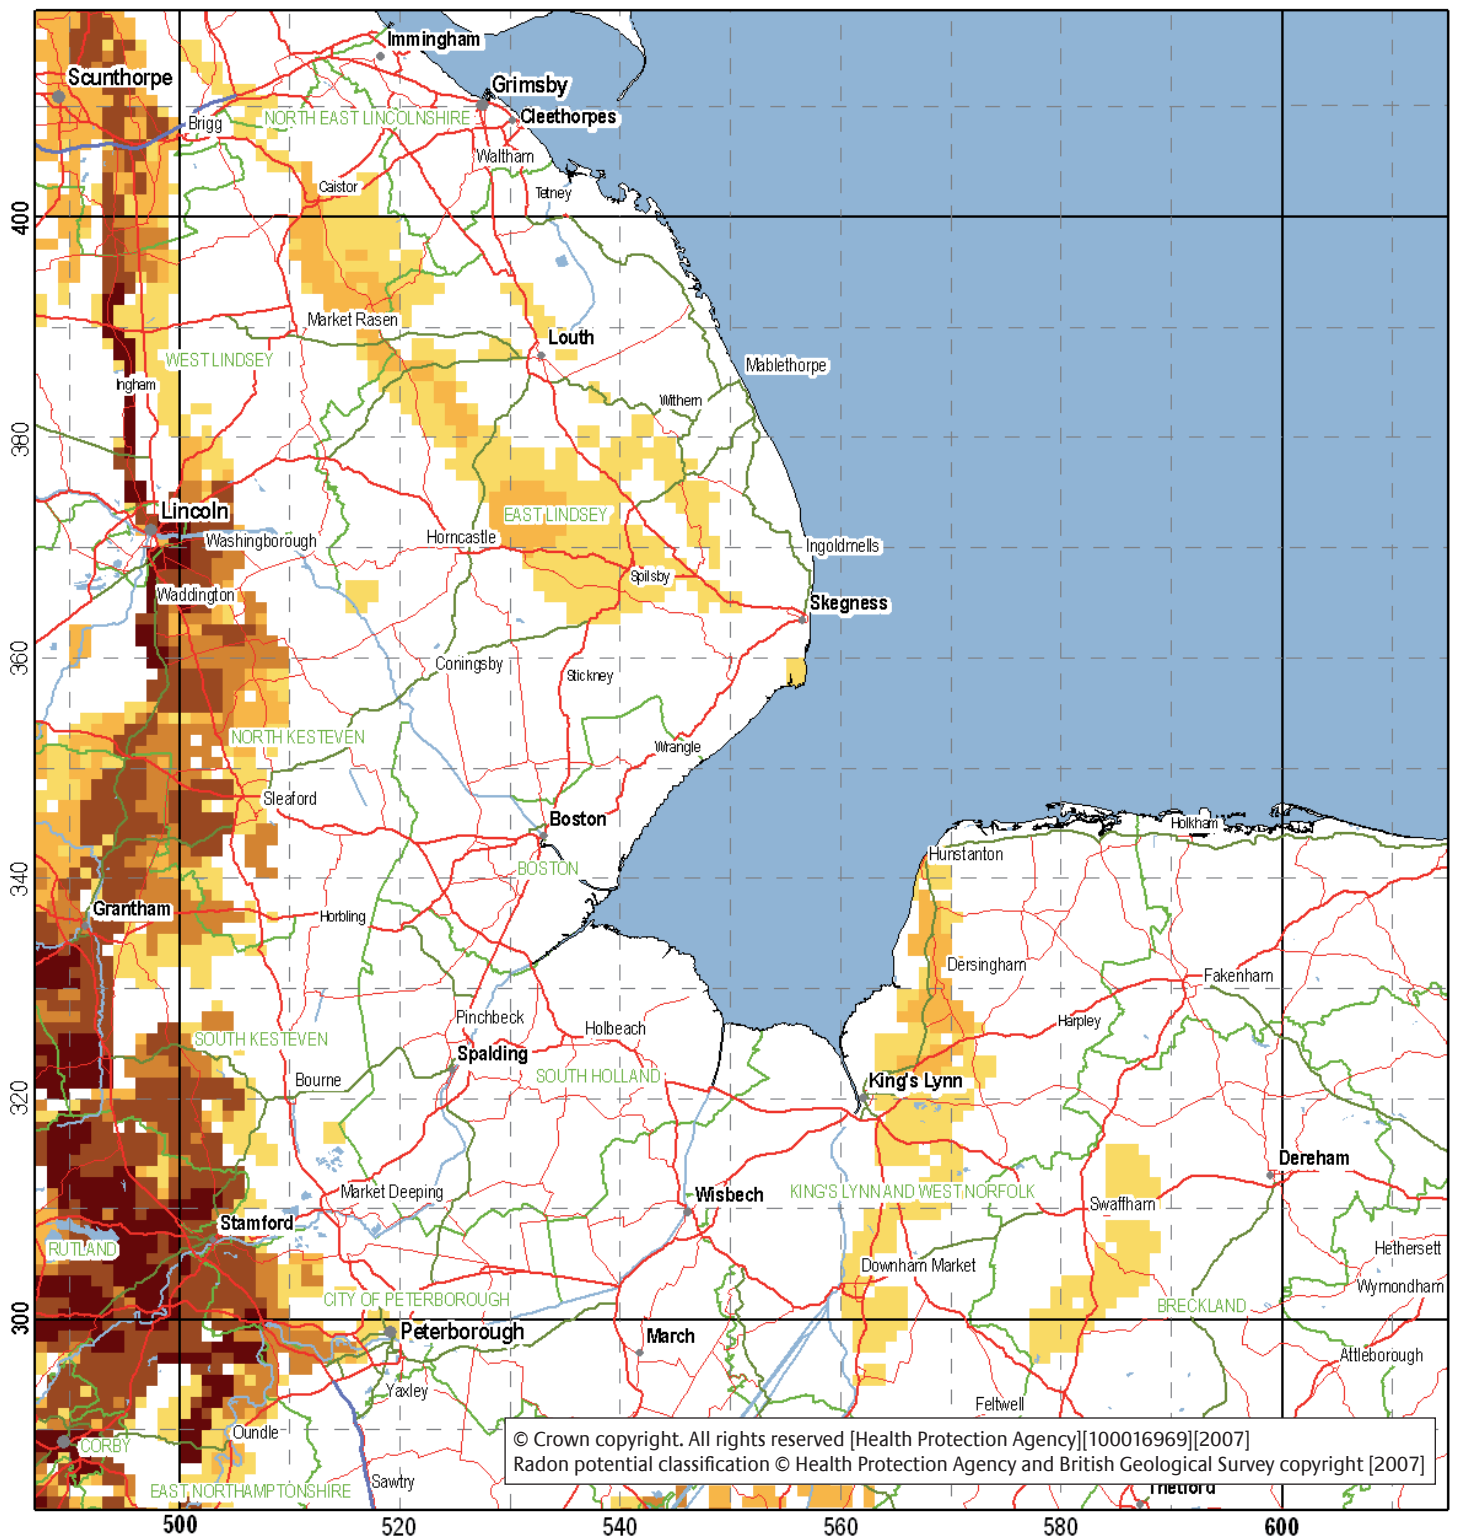 Immingham
Scunthorpe
Grimsby
NORTH EAST LINCOLNSHIRE
Cleethorpes
Brigg
Waltham
Caistor
Tetney
400
Market Rasen
Louth
WEST LINDSEY
Mablethorpe
Ingham
Withern
380
Lincoln
EAST LINDSEY
Washingborough
Horncastle
Ingoldmells
Spilsby
Waddington
Skegness
360
Coningsby
Stickney
NORTH KESTEVEN
Wrangle
Sleaford
Boston
Holkham
BOSTON
Hunstanton
340
Grantham
Horbling
Dersingham
Fakenham
Pinchbeck
Holbeach
Harpley
SOUTH KESTEVEN
Spalding
Bourne
SOUTH HOLLAND
King's Lynn
320
Dereham
Market Deeping
Wisbech
KING'S LYNN AND WEST NORFOLK
Swaffham
Stamford
RUTLAND
Hethersett
Downham Market
Wymondham
CITY OF PETERBOROUGH
BRECKLAND
300
Peterborough
March
Attleborough
Yaxley
Feltwell
Oundle
CORBY
© Crown copyright. All rights reserved [Health Protection Agency][100016969][2007]
Radon potential classification © Health Protection Agency and British Geological Survey copyright [2007]
Sawtry
EAST NORTHAMPTONSHIRE
Thetford
500
520
540
560
580
600